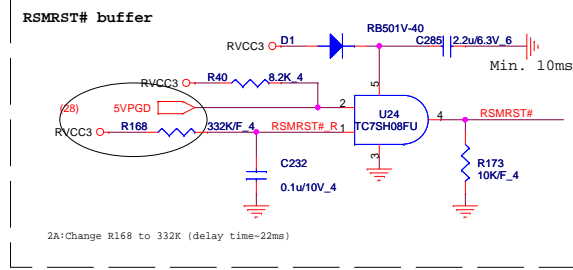 RSMRST# buffer
RVCC3 D1 RB501V-40 C285 2.2u/6.3V_6
Min. 10ms
RVCC3 R40 8.2K_4
(28) 5VPGD 2 5 U24
RVCC3 R168 332K/F_4 RSMRST#_R 1 TC7SH08FU 4 RSMRST#
3
C232 R173
0.1u/10V_4 10K/F_4
2A:Change R168 to 332K (delay time~22ms)